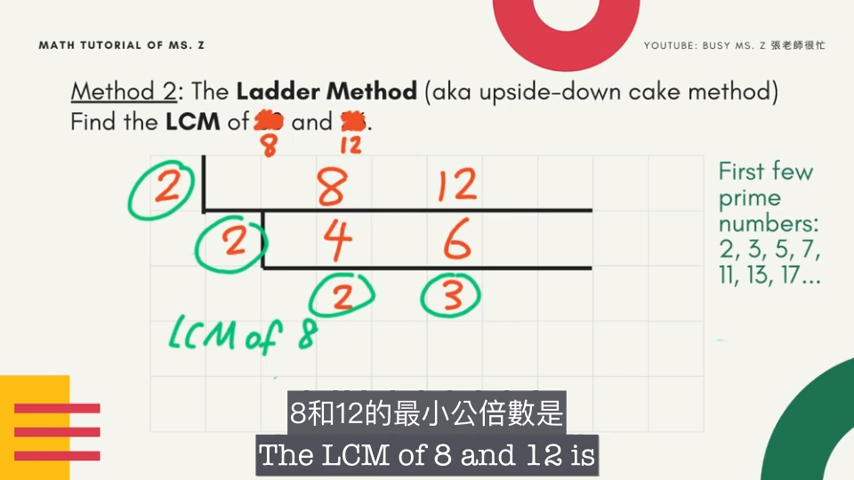 MATH TUTORIAL OF MS. Z
YOUTUBE: BUSY MS. Z 張老師很忙
Method 2: The Ladder Method (aka upside-down cake method)
Find the LCM of and .
8 12
2 8 12
2 4 6
2 3
LCM of 8
First few
prime
numbers:
2, 3, 5, 7,
11, 13, 17...
8和12的最小公倍數是
The LCM of 8 and 12 is